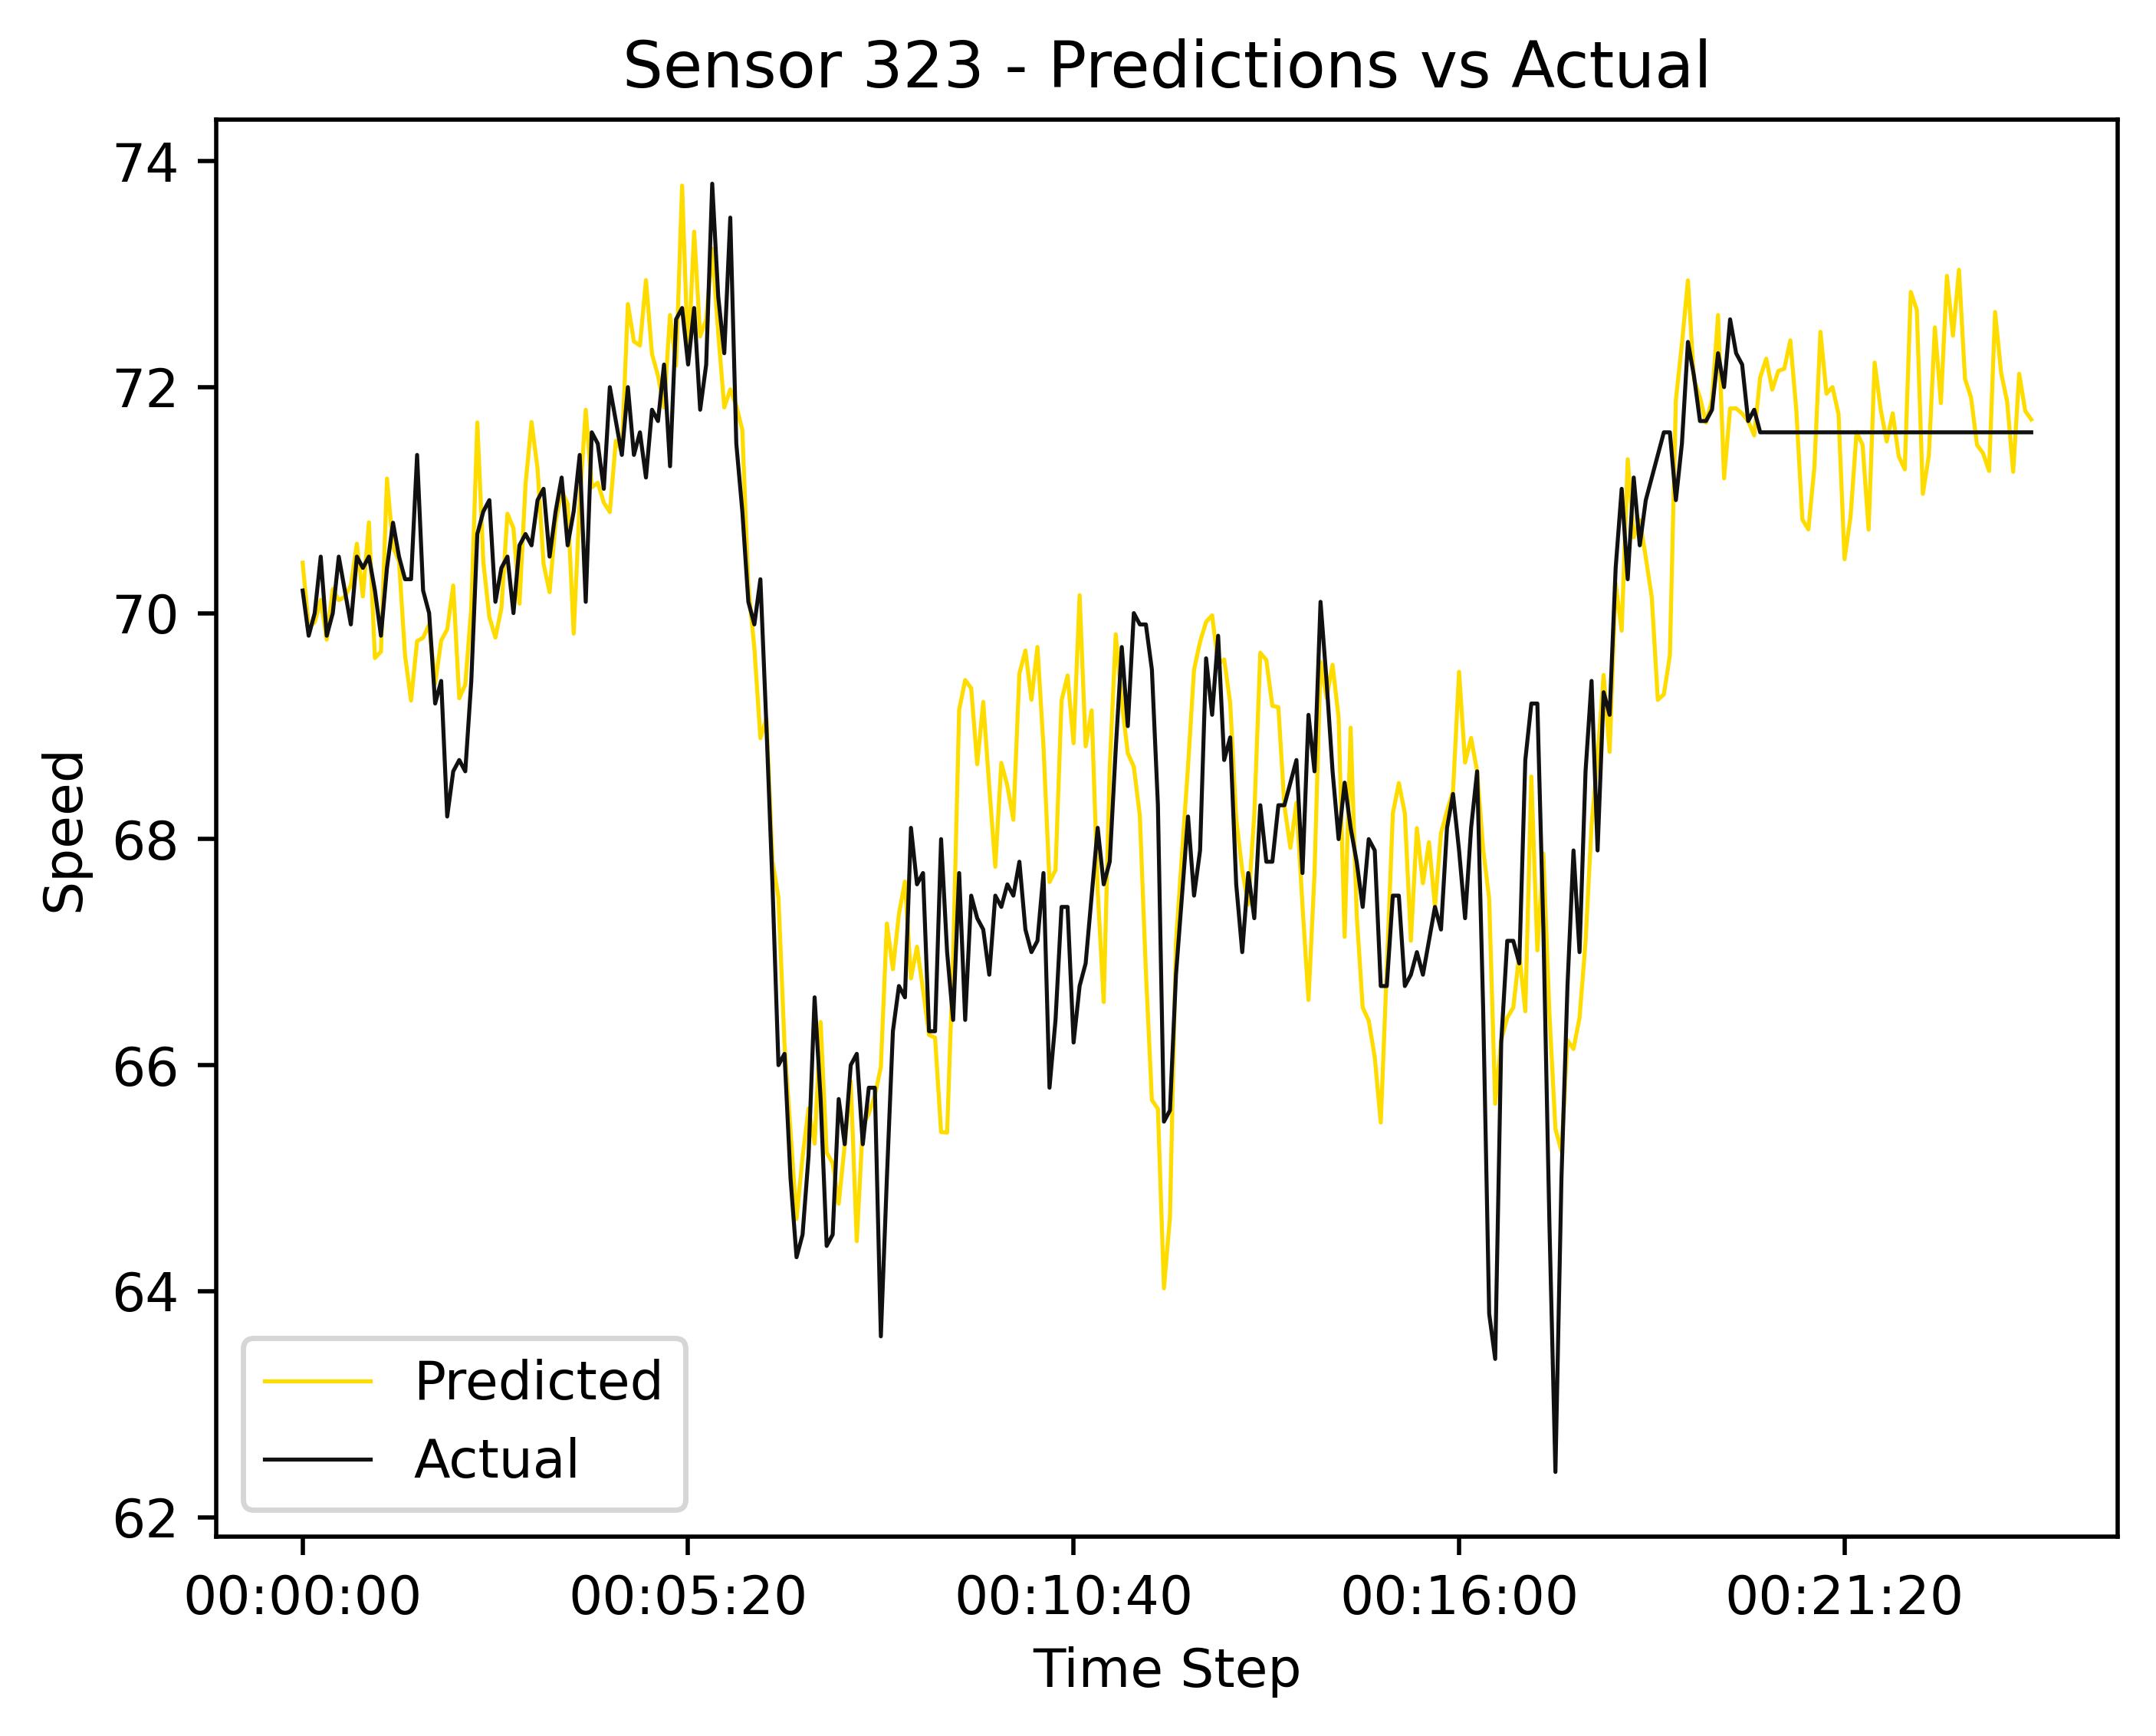 Sensor 323 - Predictions vs Actual
74
72
70
68
66
64
62
Speed
Predicted
Actual
00:00:00 00:05:20 00:10:40 00:16:00 00:21:20
Time Step